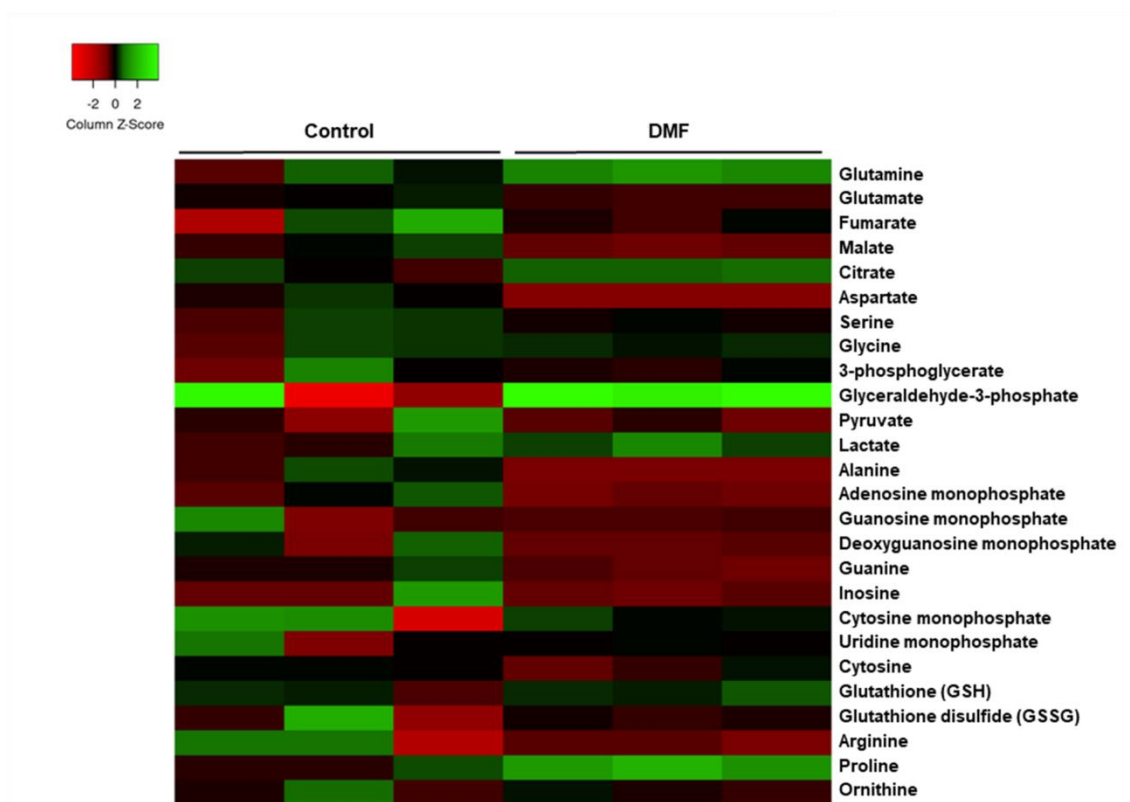 -2 0 2
Column Z-Score
Control DMF
Glutamine
Glutamate
Fumarate
Malate
Citrate
Aspartate
Serine
Glycine
3-phosphoglycerate
Glyceraldehyde-3-phosphate
Pyruvate
Lactate
Alanine
Adenosine monophosphate
Guanosine monophosphate
Deoxyguanosine monophosphate
Guanine
Inosine
Cytosine monophosphate
Uridine monophosphate
Cytosine
Glutathione (GSH)
Glutathione disulfide (GSSG)
Arginine
Proline
Ornithine